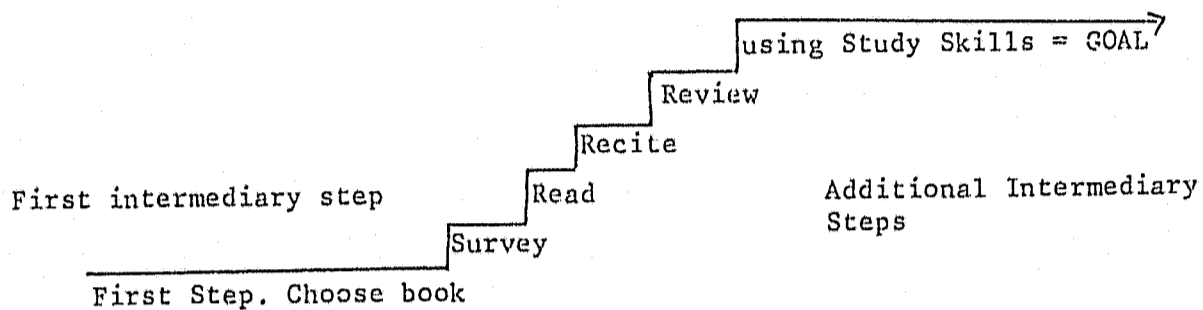 using Study Skills = GOAL
Review
Recite
First intermediary step
Read
Additional Intermediary
Steps
Survey
First Step. Choose book